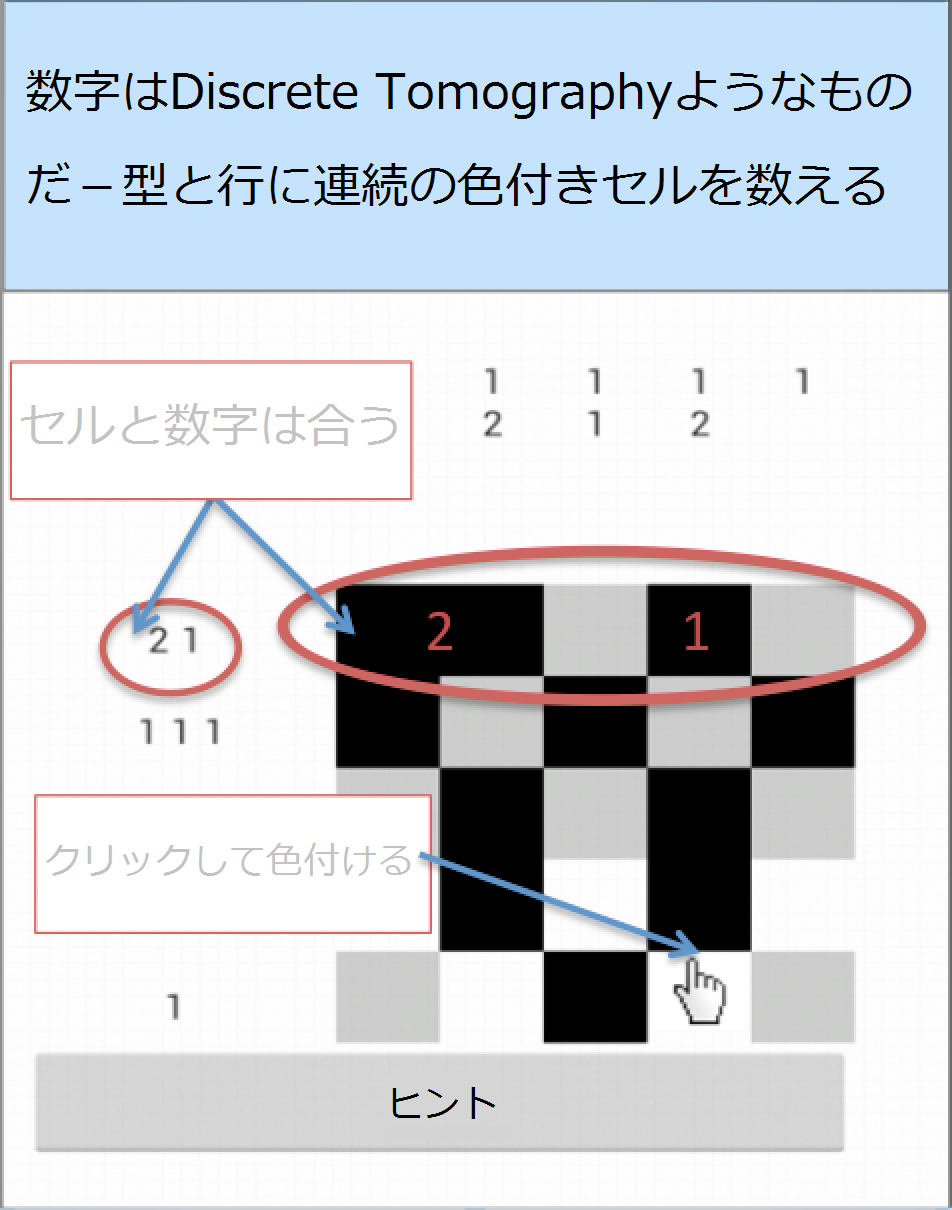 数字はDiscrete Tomographyようなもの
だ－型と行に連続の色付きセルを数える
セルと数字は合う
1 1 1 1
2 1 2
2 1
2 1
1 1 1
クリックして色付ける
1
ヒント